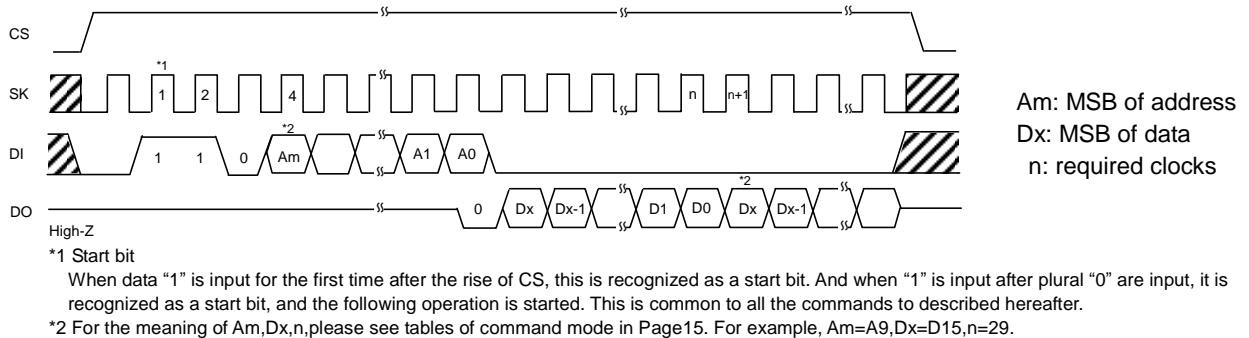 CS
*1
SK 1 2 4 n n+1
*2
DI 1 1 0 Am A1 A0
*2
DO 0 Dx Dx-1 D1 D0 Dx Dx-1
High-Z
Am: MSB of address
Dx: MSB of data
n: required clocks
*1 Start bit
When data “1” is input for the first time after the rise of CS, this is recognized as a start bit. And when “1” is input after plural “0” are input, it is
recognized as a start bit, and the following operation is started. This is common to all the commands to described hereafter.
*2 For the meaning of Am,Dx,n,please see tables of command mode in Page15. For example, Am=A9,Dx=D15,n=29.